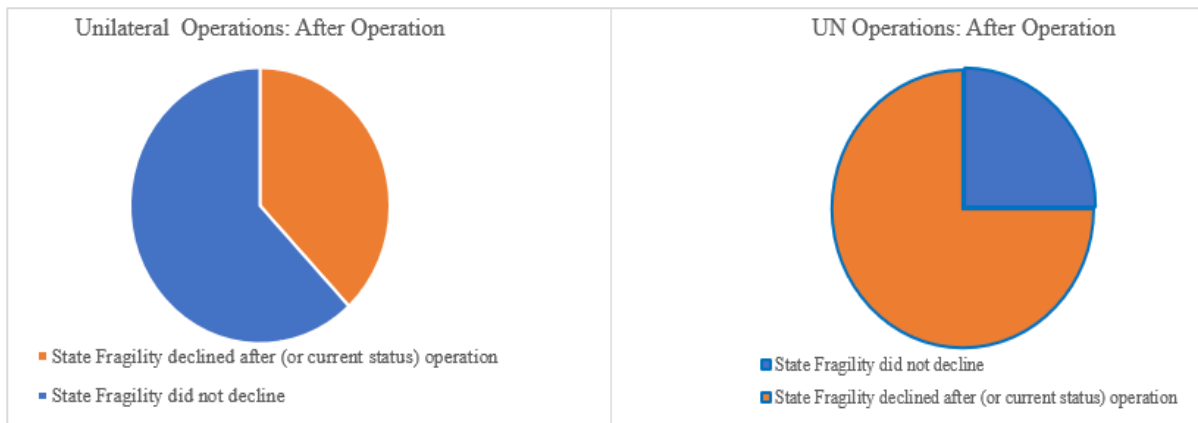 Unilateral Operations: After Operation
State Fragility declined after (or current status) operation
State Fragility did not decline
UN Operations: After Operation
State Fragility did not decline
State Fragility declined after (or current status) operation